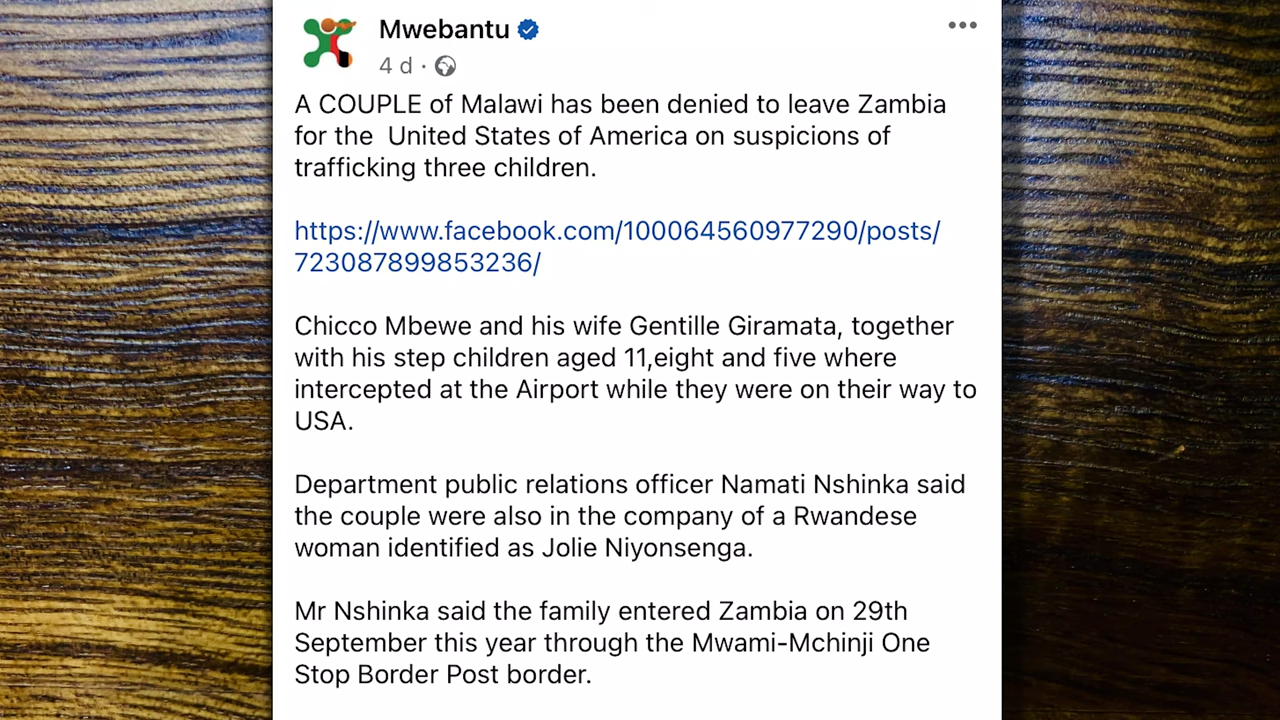 Mwebantu
4 d ·
A COUPLE of Malawi has been denied to leave Zambia
for the United States of America on suspicions of
trafficking three children.
https://www.facebook.com/100064560977290/posts/
723087899853236/
Chicco Mbewe and his wife Gentille Giramata, together
with his step children aged 11,eight and five where
intercepted at the Airport while they were on their way to
USA.
Department public relations officer Namati Nshinka said
the couple were also in the company of a Rwandese
woman identified as Jolie Niyonsenga.
Mr Nshinka said the family entered Zambia on 29th
September this year through the Mwami-Mchinji One
Stop Border Post border.